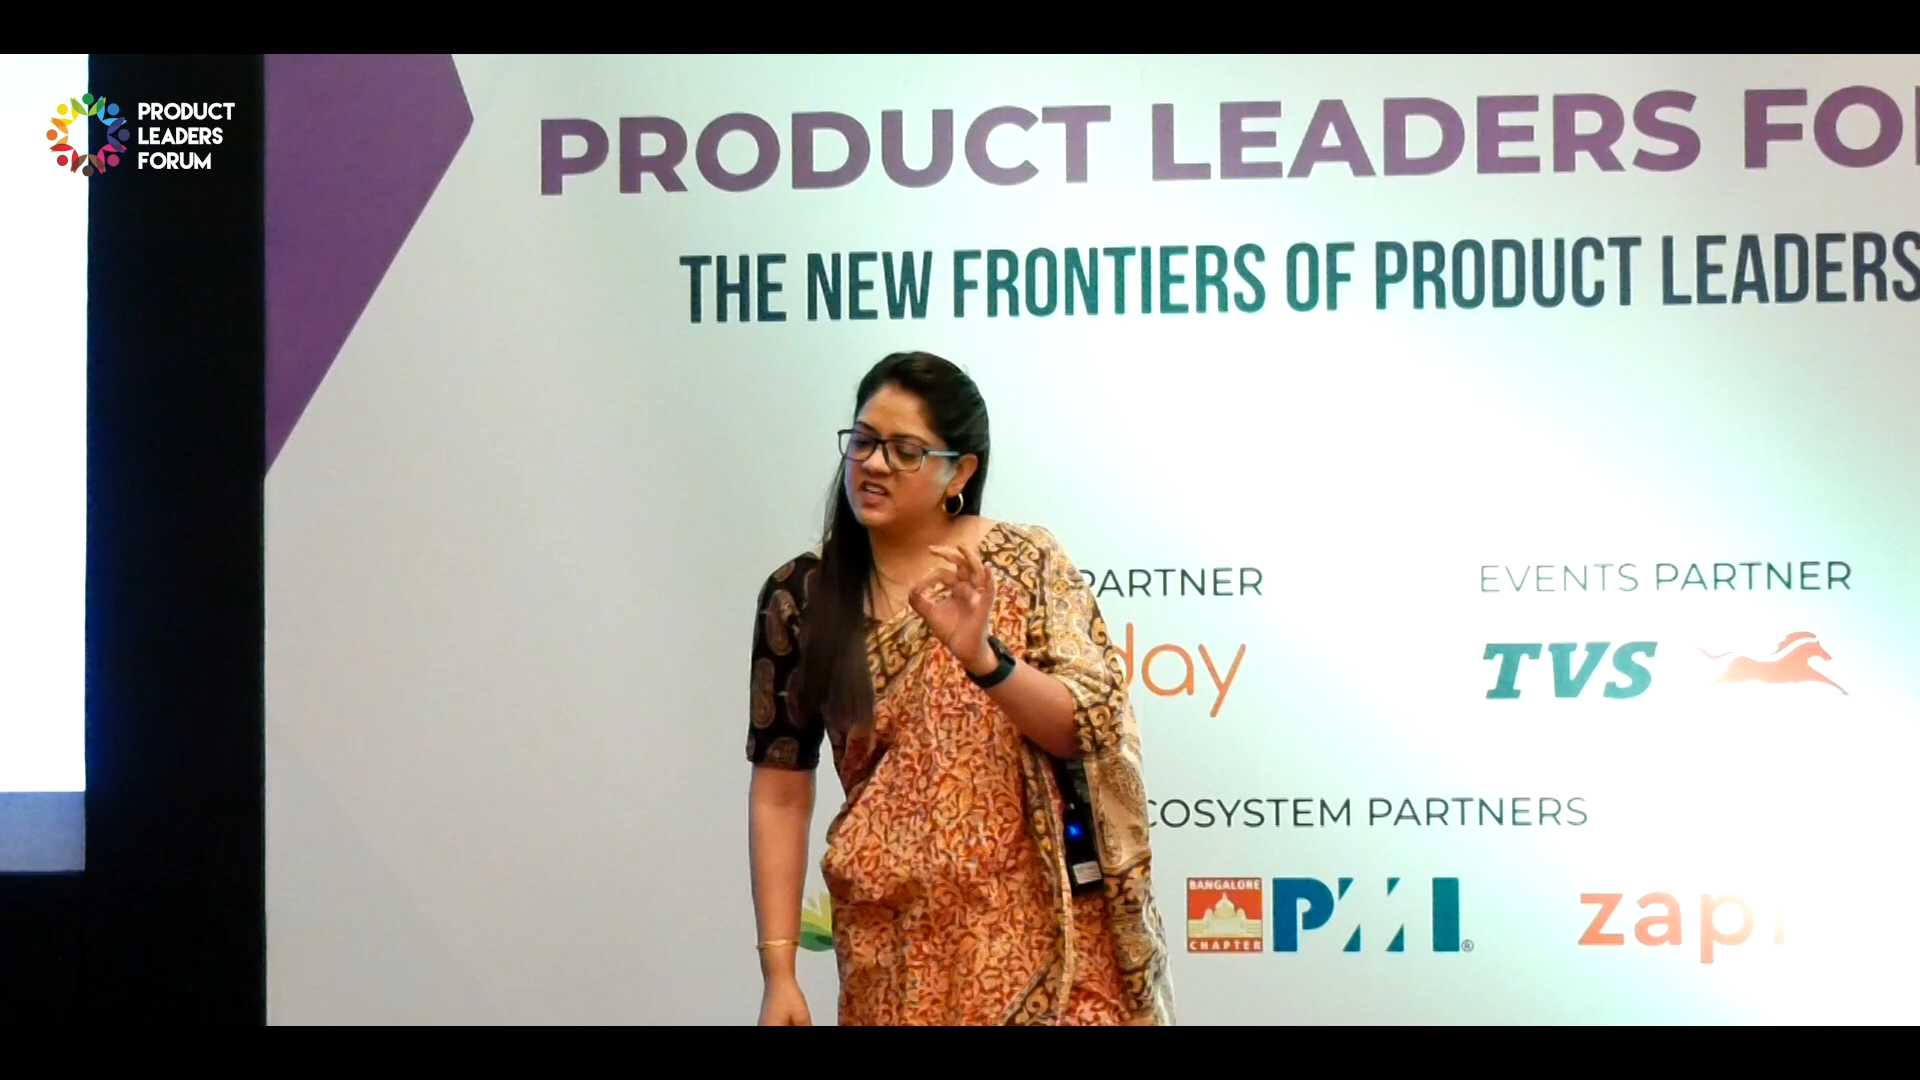 PRODUCT
LEADERS
FORUM
PRODUCT LEADERS FO
THE NEW FRONTIERS OF PRODUCT LEADERS
PARTNER
EVENTS PARTNER
day
TVS
COSYSTEM PARTNERS
BANGALORE
CHAPTER
PMI®
zap